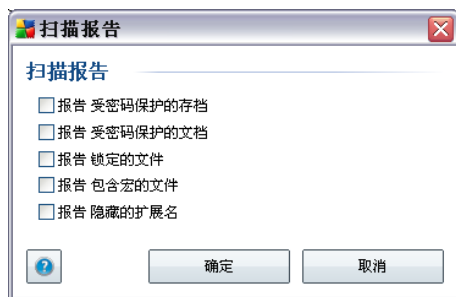 扫描报告
扫描报告
报告 受密码保护的存档
报告 受密码保护的文档
报告 锁定的文件
报告 包含宏的文件
报告 隐藏的扩展名
?
确定
取消